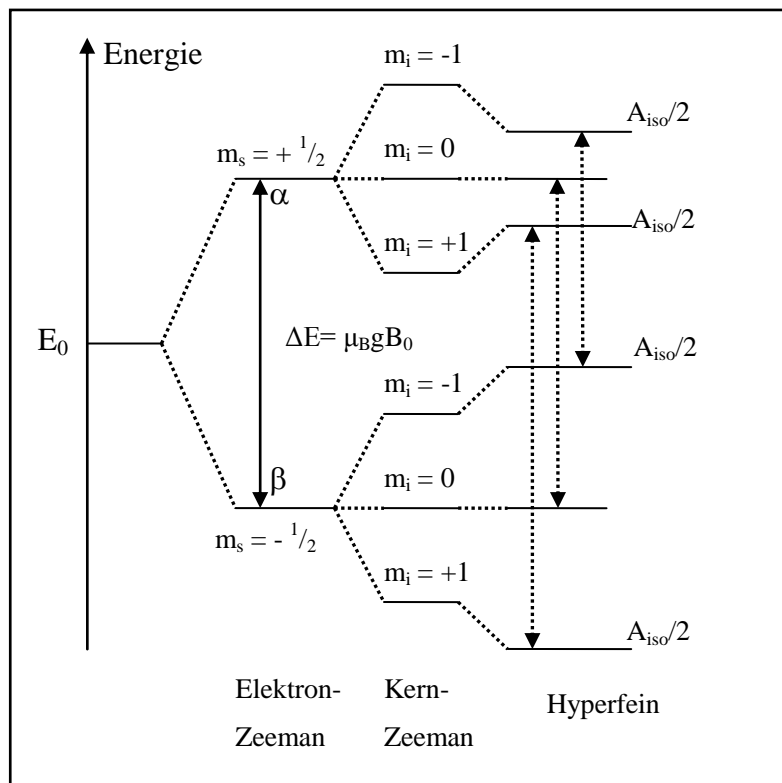 Energie
m_i = -1
A_iso/2
m_s = + 1/2
m_i = 0
α
m_i = +1
A_iso/2
E_0
ΔE= μ_BgB_0
A_iso/2
m_i = -1
β
m_i = 0
m_s = - 1/2
m_i = +1
A_iso/2
Elektron-
Zeeman
Kern-
Zeeman
Hyperfein